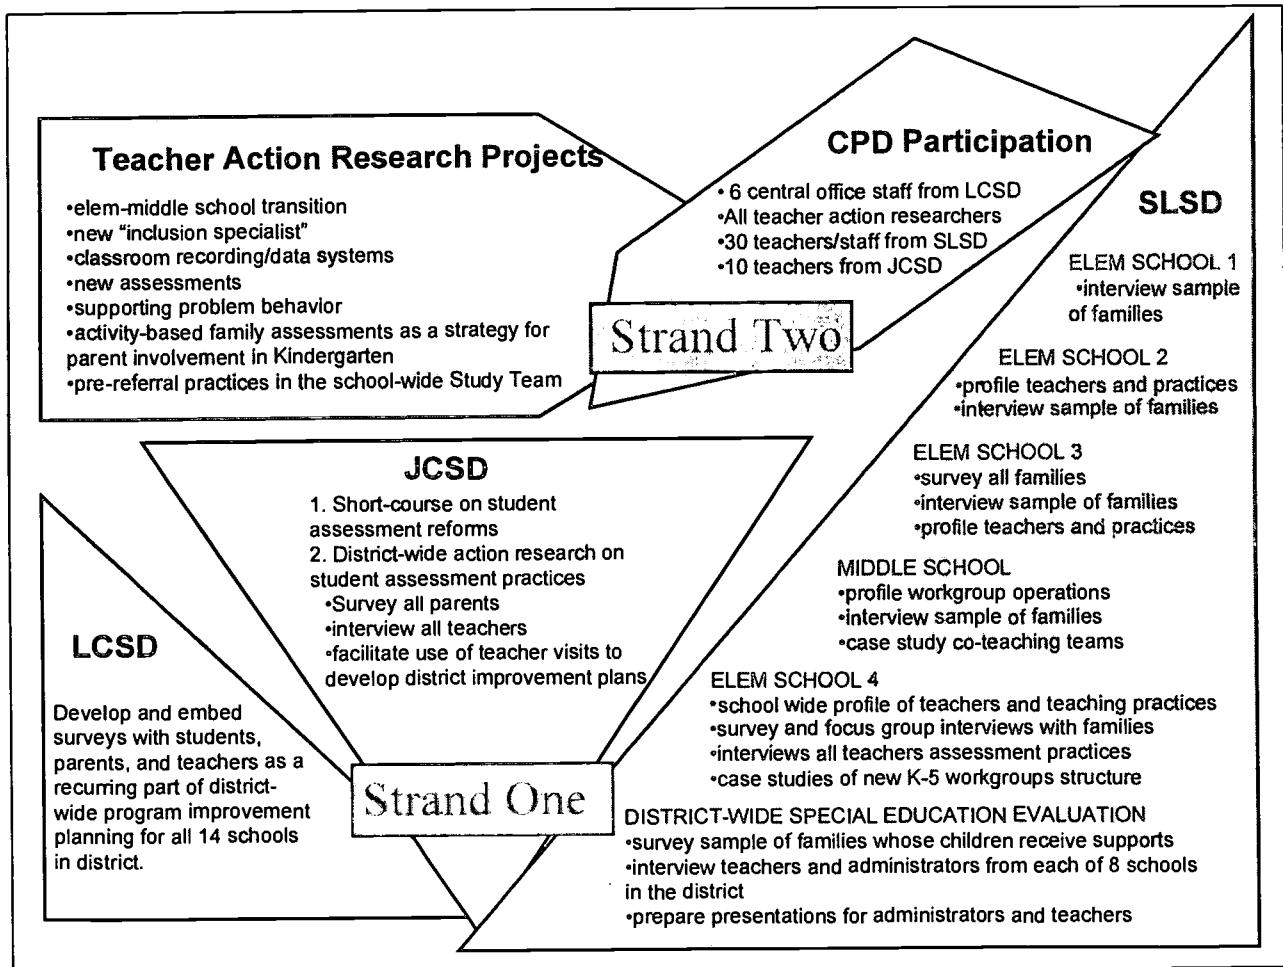 Teacher Action Research Projects
•elem-middle school transition
•new "inclusion specialist"
•classroom recording/data systems
•new assessments
•supporting problem behavior
•activity-based family assessments as a strategy for
parent involvement in Kindergarten
•pre-referral practices in the school-wide Study Team
CPD Participation
• 6 central office staff from LCSD
•All teacher action researchers
•30 teachers/staff from SLSD
•10 teachers from JCSD
Strand Two
SLSD
ELEM SCHOOL 1
•interview sample
of families
ELEM SCHOOL 2
•profile teachers and practices
•interview sample of families
ELEM SCHOOL 3
•survey all families
•interview sample of families
•profile teachers and practices
MIDDLE SCHOOL
•profile workgroup operations
•interview sample of families
•case study co-teaching teams
ELEM SCHOOL 4
•school wide profile of teachers and teaching practices
•survey and focus group interviews with families
•interviews all teachers assessment practices
•case studies of new K-5 workgroups structure
DISTRICT-WIDE SPECIAL EDUCATION EVALUATION
•survey sample of families whose children receive supports
•interview teachers and administrators from each of 8 schools
in the district
•prepare presentations for administrators and teachers
JCSD
1. Short-course on student
assessment reforms
2. District-wide action research on
student assessment practices
•Survey all parents
•interview all teachers
•facilitate use of teacher visits to
develop district improvement plans
LCSD
Develop and embed
surveys with students,
parents, and teachers as a
recurring part of district-
wide program improvement
planning for all 14 schools
in district.
Strand One